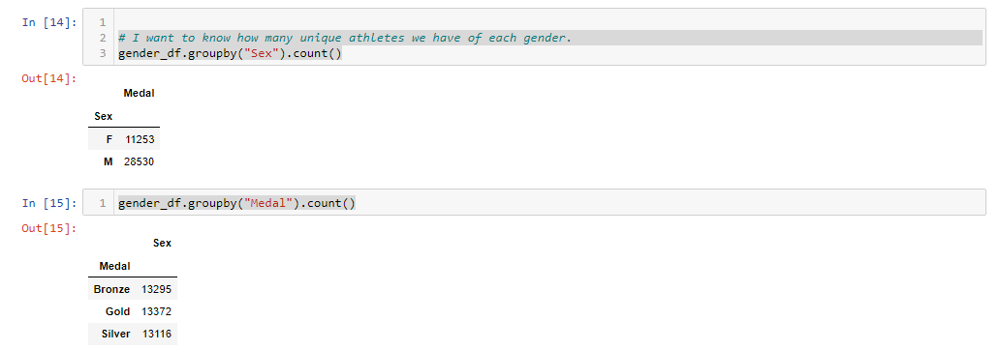 In [14]:
1
2 # I want to know how many unique athletes we have of each gender.
3 gender_df.groupby("Sex").count()
Out[14]:
Medal
Sex
F 11253
M 28530
In [15]: 1 gender_df.groupby("Medal").count()
Out[15]:
Sex
Medal
Bronze 13295
Gold 13372
Silver 13116